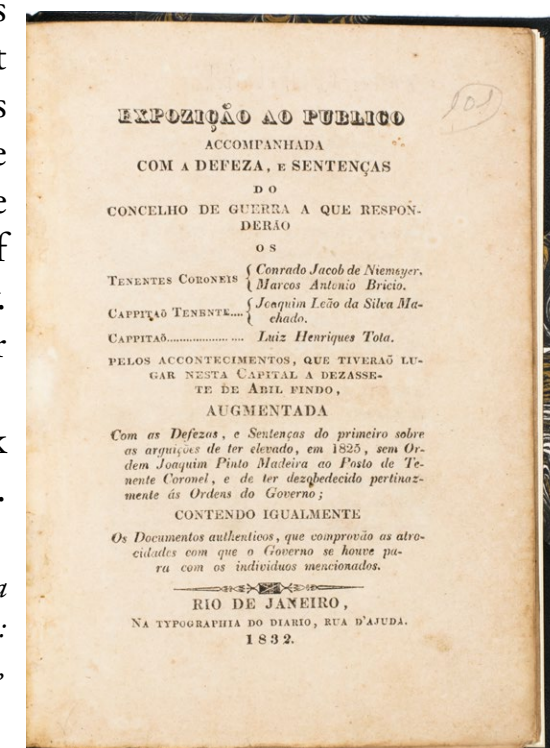 s
t
s
e
e
f
.
r
k
.
a
:
,
101
EXPOZIÇÃO AO PUBLICO
ACCOMPANHADA
COM A DEFEZA, E SENTENÇAS
DO
CONCELHO DE GUERRA A QUE RESPON-
DERÃO
OS
TENENTES CORONEIS { Conrado Jacob de Niemeyer.
Marcos Antonio Bricio.
CAPPITAÕ TENENTE.... { Joaquim Leão da Silva Ma-
chado.
CAPPITAÕ..................... Luiz Henriques Tota.
PELOS ACCONTECIMENTOS, QUE TIVERAÕ LU-
GAR NESTA CAPITAL A DEZASSE-
TE DE ABIL FINDO,
AUGMENTADA
Com as Defezas, e Sentenças do primeiro sobre
as arguições de ter elevado, em 1825, sem Or-
dem Joaquim Pinto Madeira ao Posto de Te-
nente Coronel, e de ter dezobedecido pertinaz-
mente ás Ordens do Governo;
CONTENDO IGUALMENTE
Os Documentos authenticos, que comprovão as atro-
cidades com que o Governo se houve pa-
ra com os individuos mencionados.
RIO DE JANEIRO,
NA TYPOGRAPHIA DO DIARIO, RUA D'AJUDA.
1832.